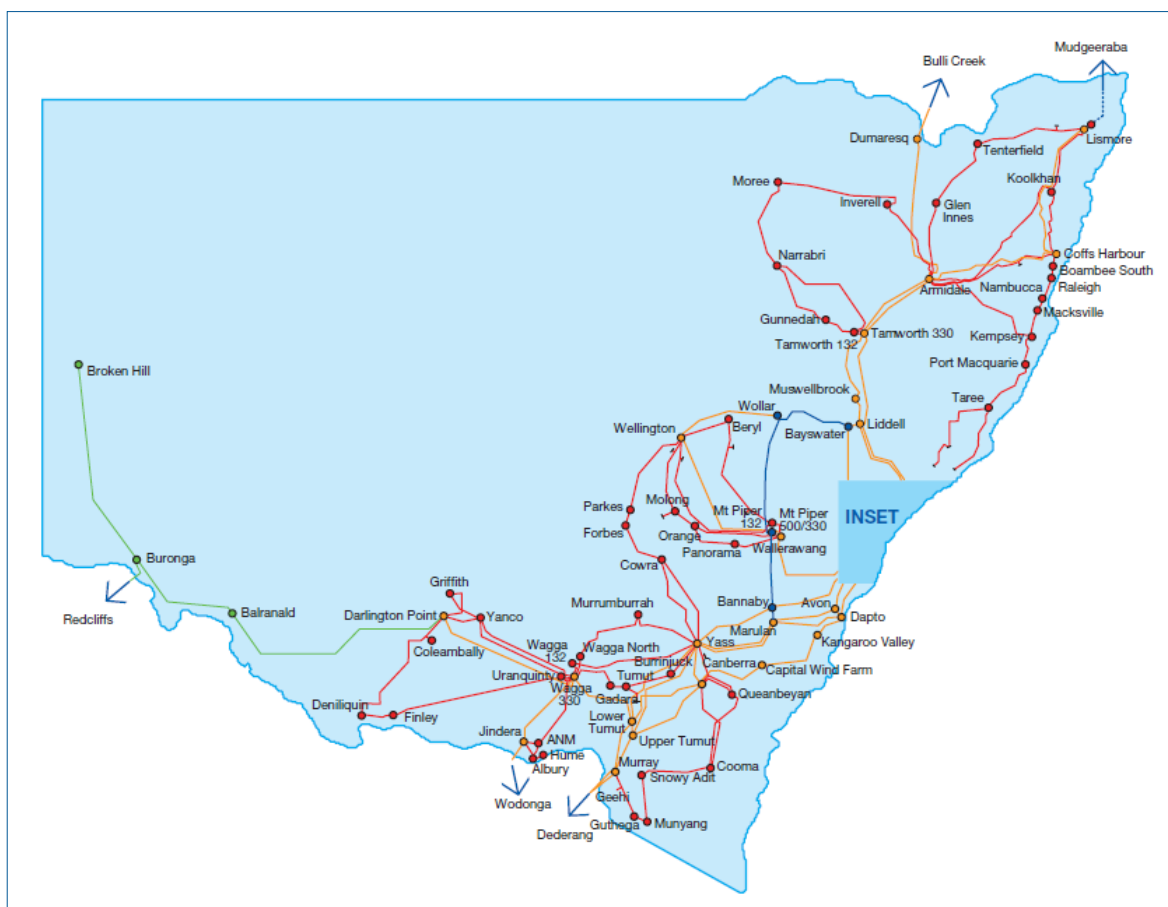 Mudgeeraba
Bulli Creek
Dumaresq
Lismore
Tenterfield
Koolkhan
Moree
Inverell
Glen
Innes
Narrabri
Coffs Harbour
Boambee South
Raleigh
Nambucca
Macksville
Armidale
Gunnedah
Tamworth 330
Tamworth 132
Kempsey
Port Macquarie
Broken Hill
Muswellbrook
Taree
Wollar
Beryl
Bayswater
Liddell
Wellington
Parkes
Molong
Mt Piper
132
Mt Piper
500/330
INSET
Forbes
Orange
Panorama
Wallerawang
Cowra
Buronga
Redcliffs
Balranald
Griffith
Darlington Point
Yanco
Coleambally
Murrumburrah
Bannaby
Avon
Dapto
Marulan
Kangaroo Valley
Wagga
132
Wagga North
Yass
Burrinjuck
Canberra
Capital Wind Farm
Uranquinty
Wagga
330
Tumut
Gadara
Queanbeyan
Deniliquin
Finley
Lower
Tumut
Upper Tumut
Jindera
ANM
Hume
Albury
Wodonga
Murray
Snowy Adit
Cooma
Geehi
Dederang
Guthega
Munyang